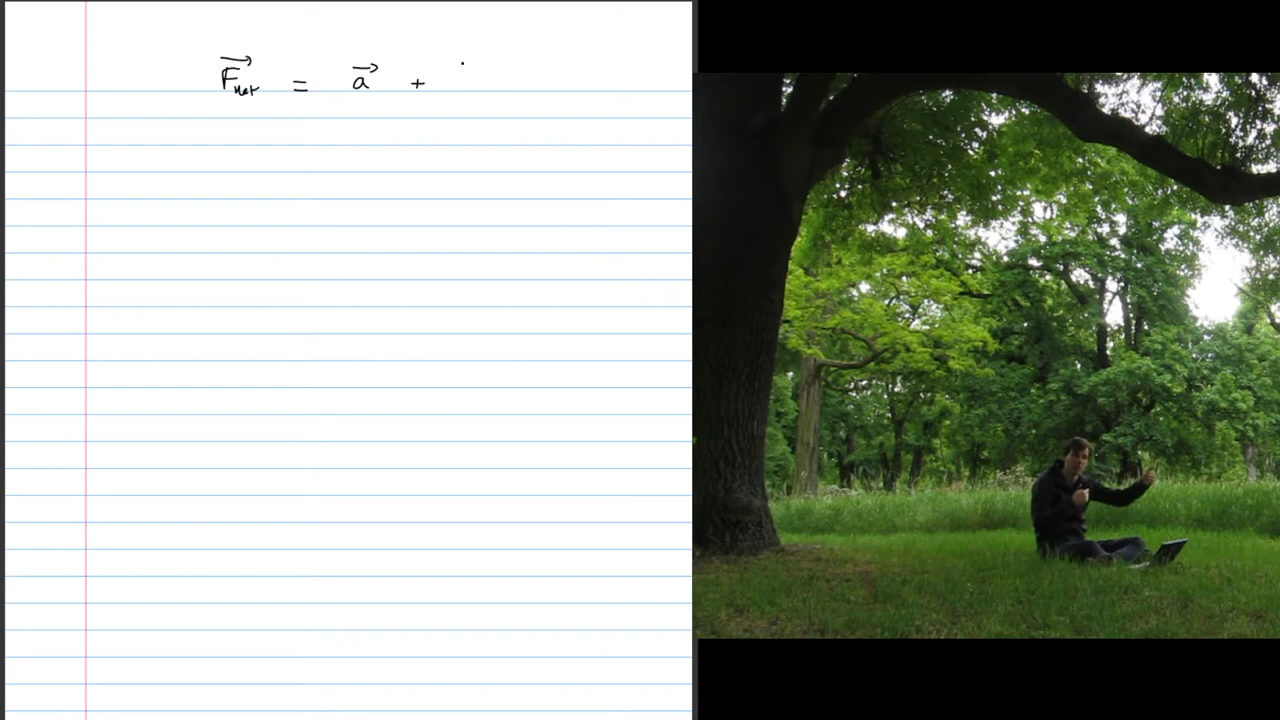 F⃗net = a⃗ +